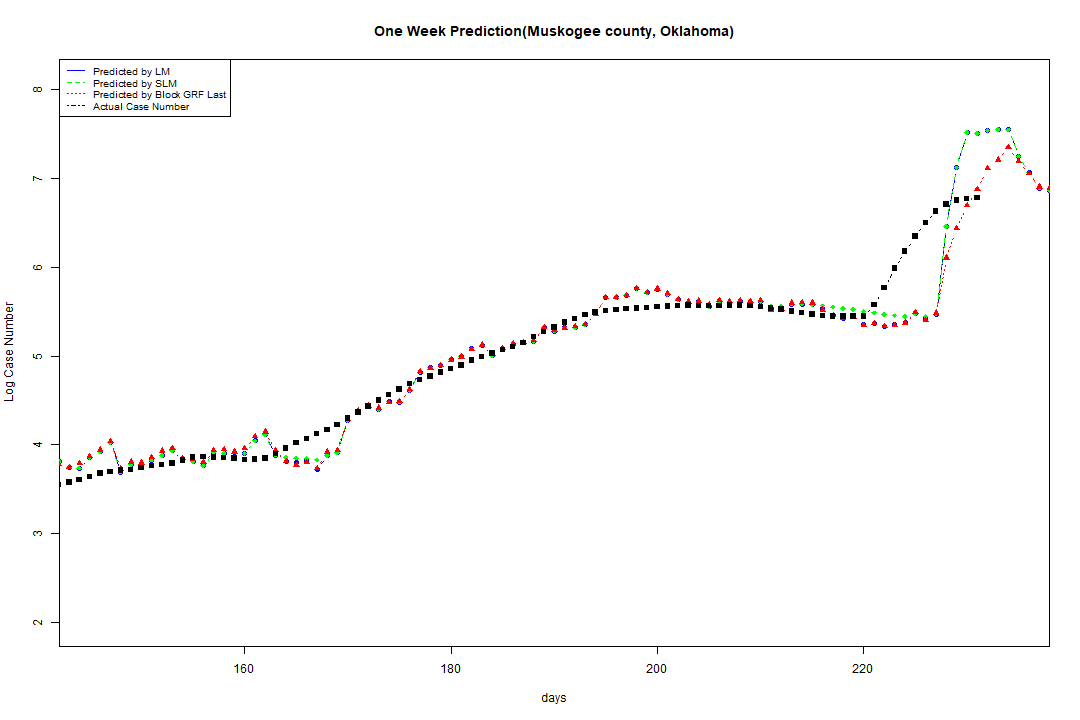 One Week Prediction(Muskogee county, Oklahoma)
Predicted by LM
Predicted by SLM
Predicted by Block GRF Last
Actual Case Number
8
7
6
5
4
3
2
Log Case Number
160 180 200 220
days